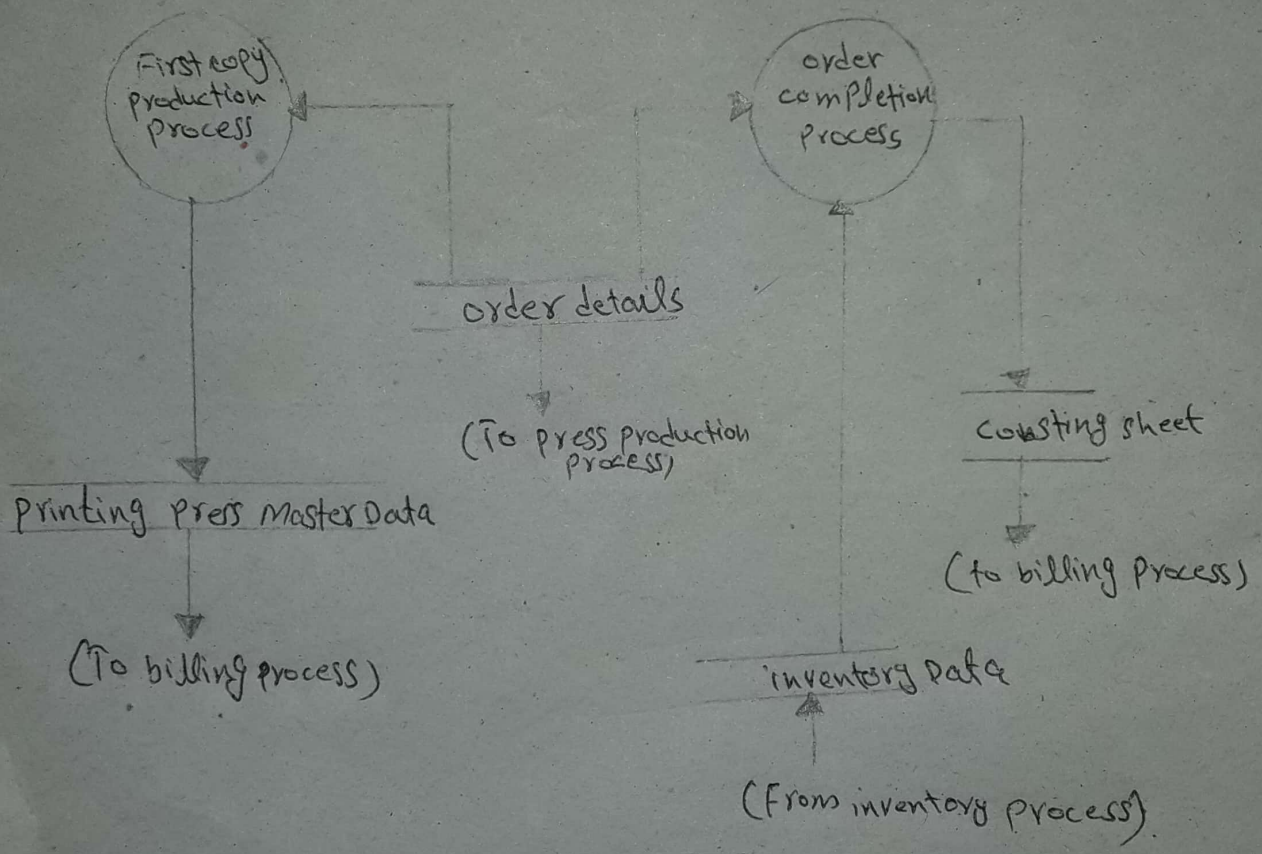 First copy
production
process
order
completion
process
order details
(To press production
process)
cousting sheet
printing press Master Data
(to billing process)
(To billing process)
inventory Data
(From inventory process)